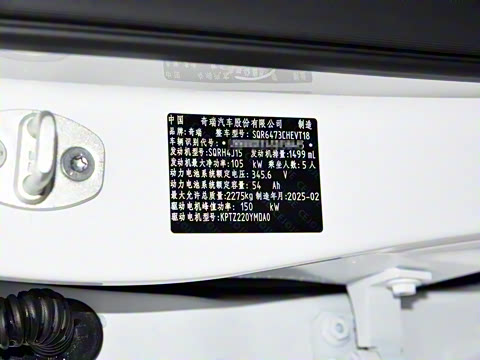 中国 奇瑞汽车股份有限公司 制造
品牌:奇瑞 整车型号:SQR6473CHEVT18
车辆识别代号:
发动机型号:SQRH4J15 发动机排量:1499 mL
发动机最大净功率:105 kW 乘坐人数:5人
动力电池系统额定电压:345.6 V
动力电池系统额定容量:54 Ah
最大允许总质量:2275kg 制造年月:2025-02
驱动电机峰值功率:150 kW
驱动电机型号:KPTZ220YMDA0